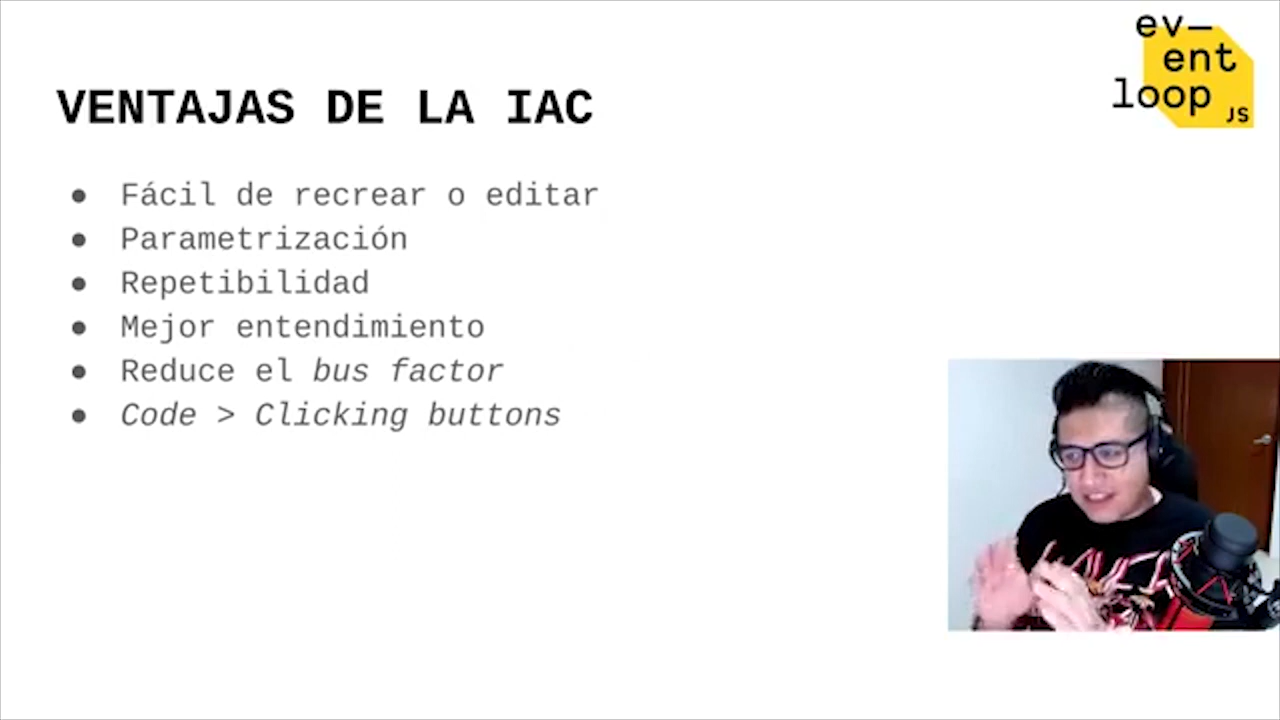 ev—
ent
loop
JS
VENTAJAS DE LA IAC
● Fácil de recrear o editar
● Parametrización
● Repetibilidad
● Mejor entendimiento
● Reduce el bus factor
● Code > Clicking buttons